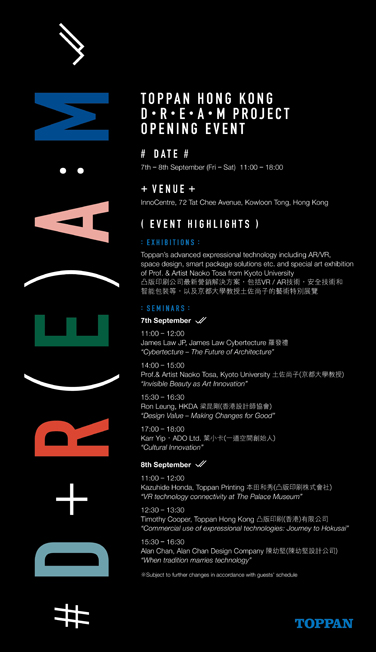 #D+R(E)A:M
TOPPAN HONG KONG
D•R•E•A•M PROJECT
OPENING EVENT
# DATE #
7th – 8th September (Fri – Sat) 11:00 – 18:00
+ VENUE +
InnoCentre, 72 Tat Chee Avenue, Kowloon Tong, Hong Kong
( EVENT HIGHLIGHTS )
: EXHIBITIONS :
Toppan's advanced expressional technology including AR/VR,
space design, smart package solutions etc. and special art exhibition
of Prof. & Artist Naoko Tosa from Kyoto University
凸版印刷公司最新營銷解決方案，包括VR / AR技術，安全技術和
智能包裝等，以及京都大學教授土佐尚子的藝術特別展覽
: SEMINARS :
7th September
11:00 – 12:00
James Law JP, James Law Cybertecture 羅發禮
“Cybertecture – The Future of Architecture”
14:00 – 15:00
Prof.& Artist Naoko Tosa, Kyoto University 土佐尚子(京都大學教授)
“Invisible Beauty as Art Innovation”
15:30 – 16:30
Ron Leung, HKDA 梁昆剛(香港設計師協會)
“Design Value – Making Changes for Good”
17:00 – 18:00
Karr Yip・ADO Ltd. 葉小卡(一道空間創始人)
“Cultural Innovation”
8th September
11:00 – 12:00
Kazuhide Honda, Toppan Printing 本田和秀(凸版印刷株式會社)
“VR technology connectivity at The Palace Museum”
12:30 – 13:30
Timothy Cooper, Toppan Hong Kong 凸版印刷(香港)有限公司
“Commercial use of expressional technologies: Journey to Hokusai”
15:30 – 16:30
Alan Chan, Alan Chan Design Company 陳幼堅(陳幼堅設計公司)
“When tradition marries technology”
※Subject to further changes in accordance with guests' schedule
TOPPAN